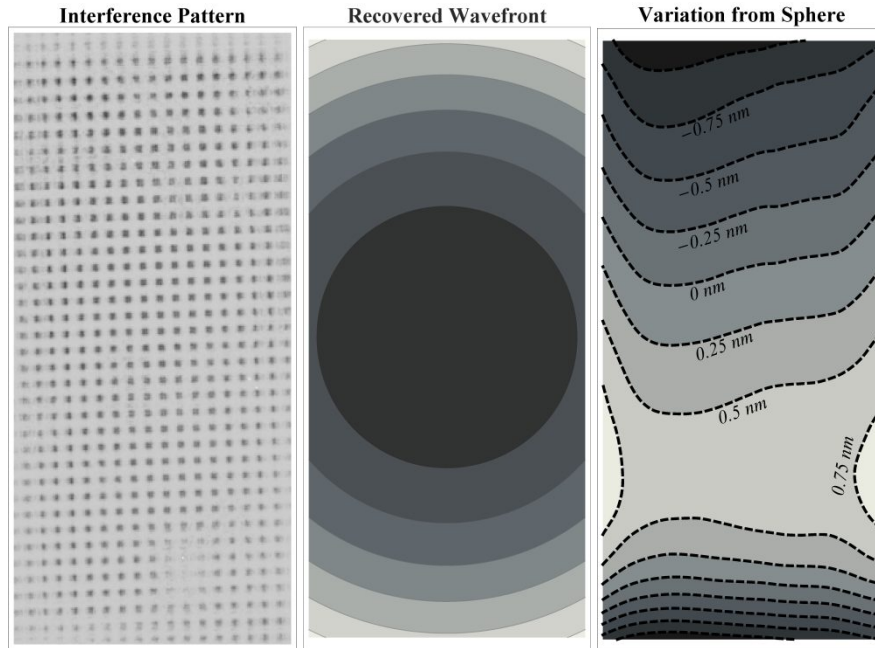 Interference Pattern
Recovered Wavefront
Variation from Sphere
−0.75 nm
−0.5 nm
−0.25 nm
0 nm
0.25 nm
0.5 nm
0.75 nm